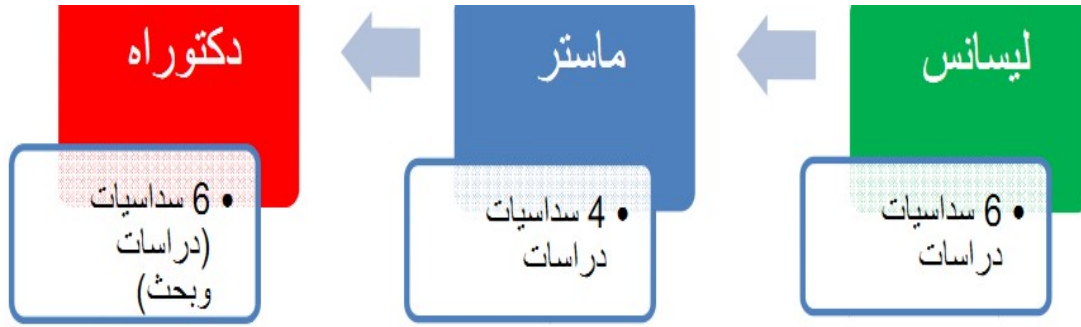 ليسانس
• 6 سداسيات
دراسات
ماستر
• 4 سداسيات
دراسات
دكتوراه
• 6 سداسيات
(دراسات
وبحث)